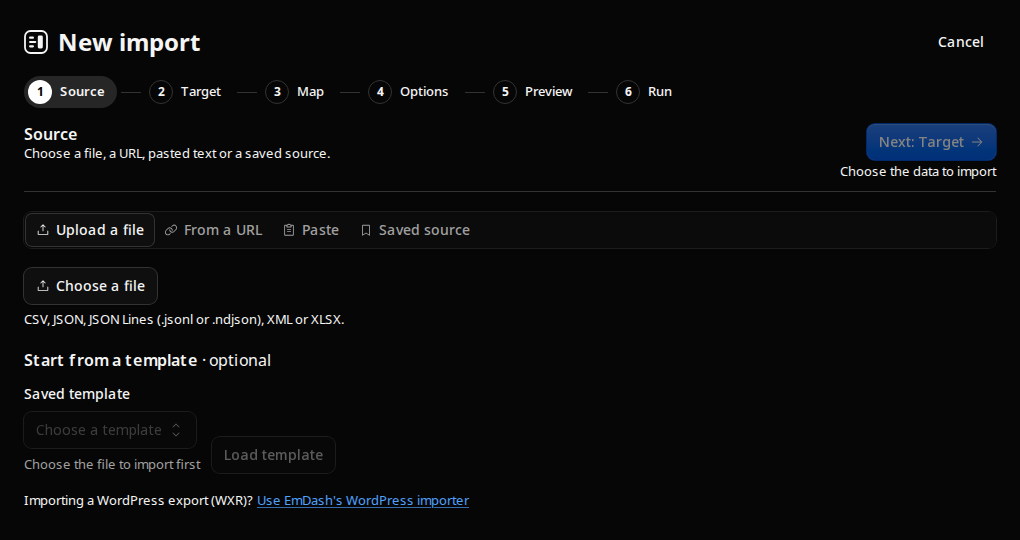 New import
Cancel
1 Source
2 Target
3 Map
4 Options
5 Preview
6 Run
Source
Choose a file, a URL, pasted text or a saved source.
Next: Target →
Choose the data to import
Upload a file
From a URL
Paste
Saved source
Choose a file
CSV, JSON, JSON Lines (.jsonl or .ndjson), XML or XLSX.
Start from a template · optional
Saved template
Choose a template
Load template
Choose the file to import first
Importing a WordPress export (WXR)? Use EmDash's WordPress importer